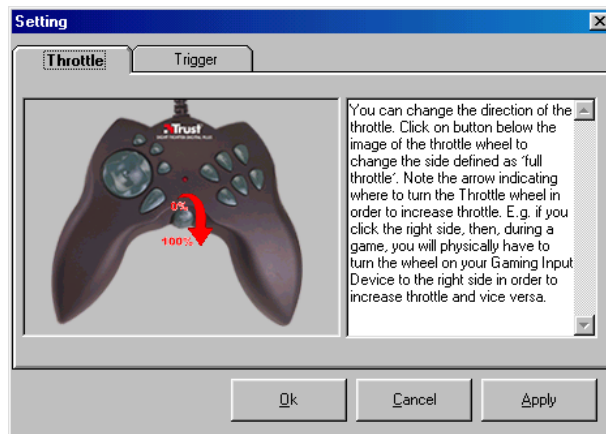 Setting
Throttle
Trigger
Trust
0%
100%
You can change the direction of the
throttle. Click on button below the
image of the throttle wheel to
change the side defined as ‘full
throttle’. Note the arrow indicating
where to turn the Throttle wheel in
order to increase throttle. E.g. if you
click the right side, then, during a
game, you will physically have to
turn the wheel on your Gaming Input
Device to the right side in order to
increase throttle and vice versa.
Ok
Cancel
Apply